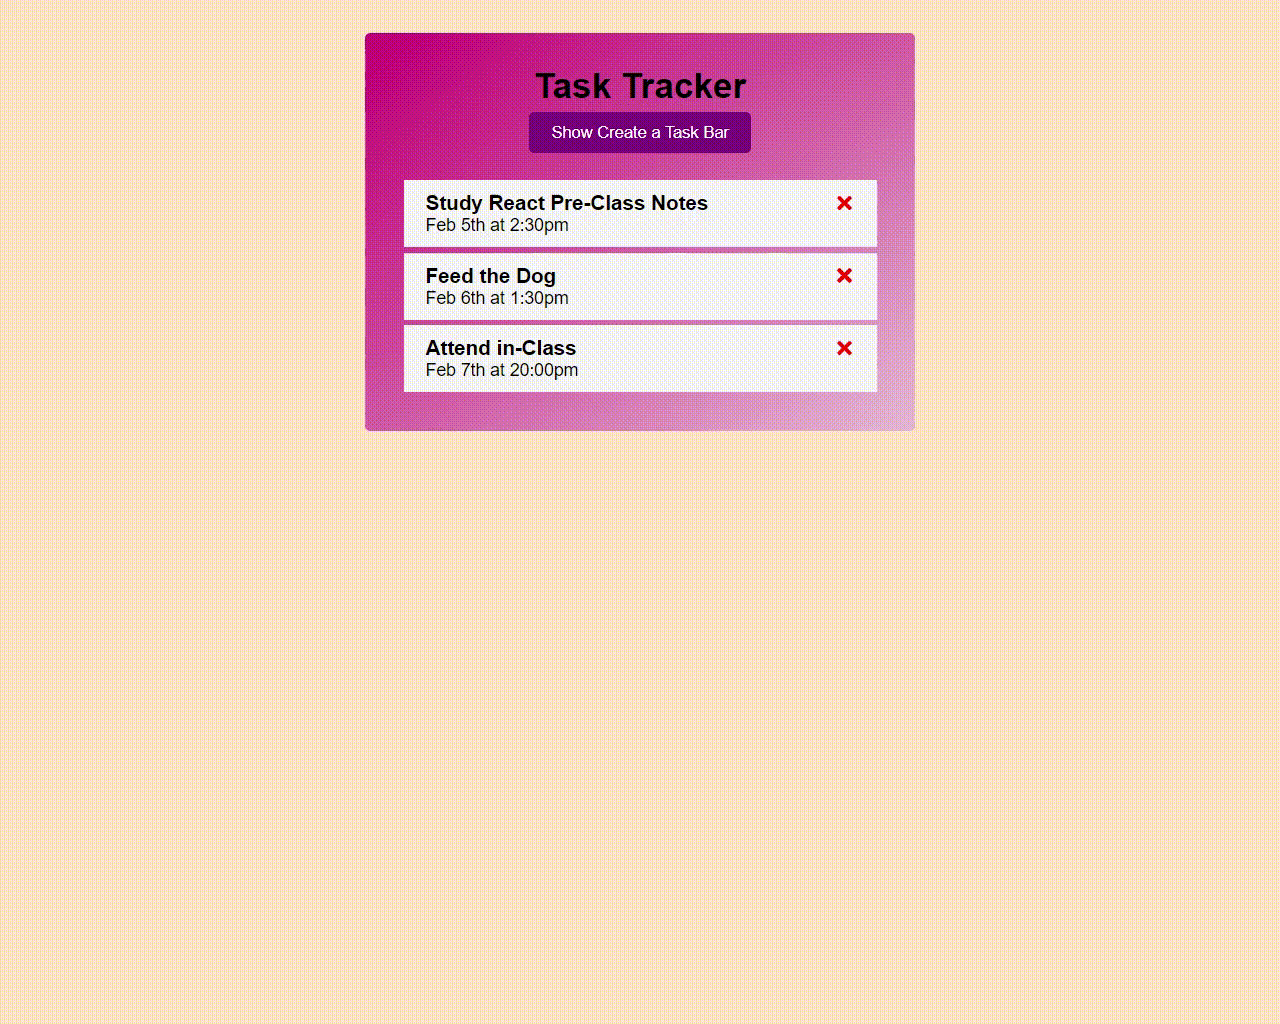 Task Tracker
Show Create a Task Bar
Study React Pre-Class Notes
Feb 5th at 2:30pm
Feed the Dog
Feb 6th at 1:30pm
Attend in-Class
Feb 7th at 20:00pm